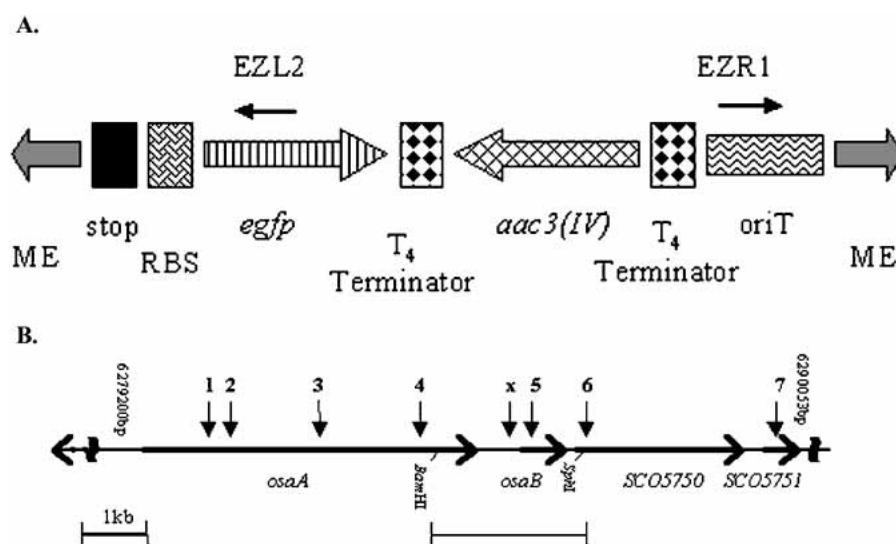 A.
EZL2
EZR1
stop
egfp
aac3(IV)
oriT
ME
RBS
T4
Terminator
T4
Terminator
ME
B.
6279200bp
1 2 3 4 x 5 6 7
6290053bp
osaA
BamHI
osaB
SphI
SCO5750
SCO5751
1kb